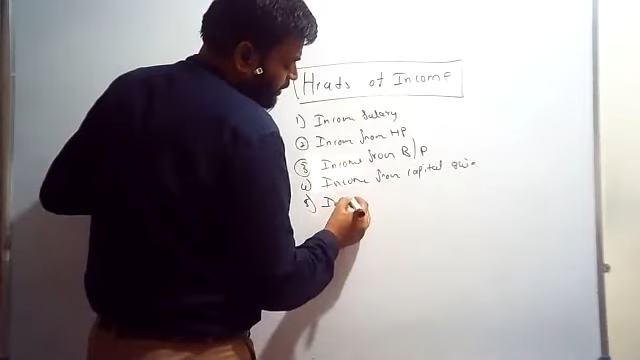 Heads of Income
1) Income Salary
2) Income from HP
3) Income from B/P
4) Income from capital gain
5) In